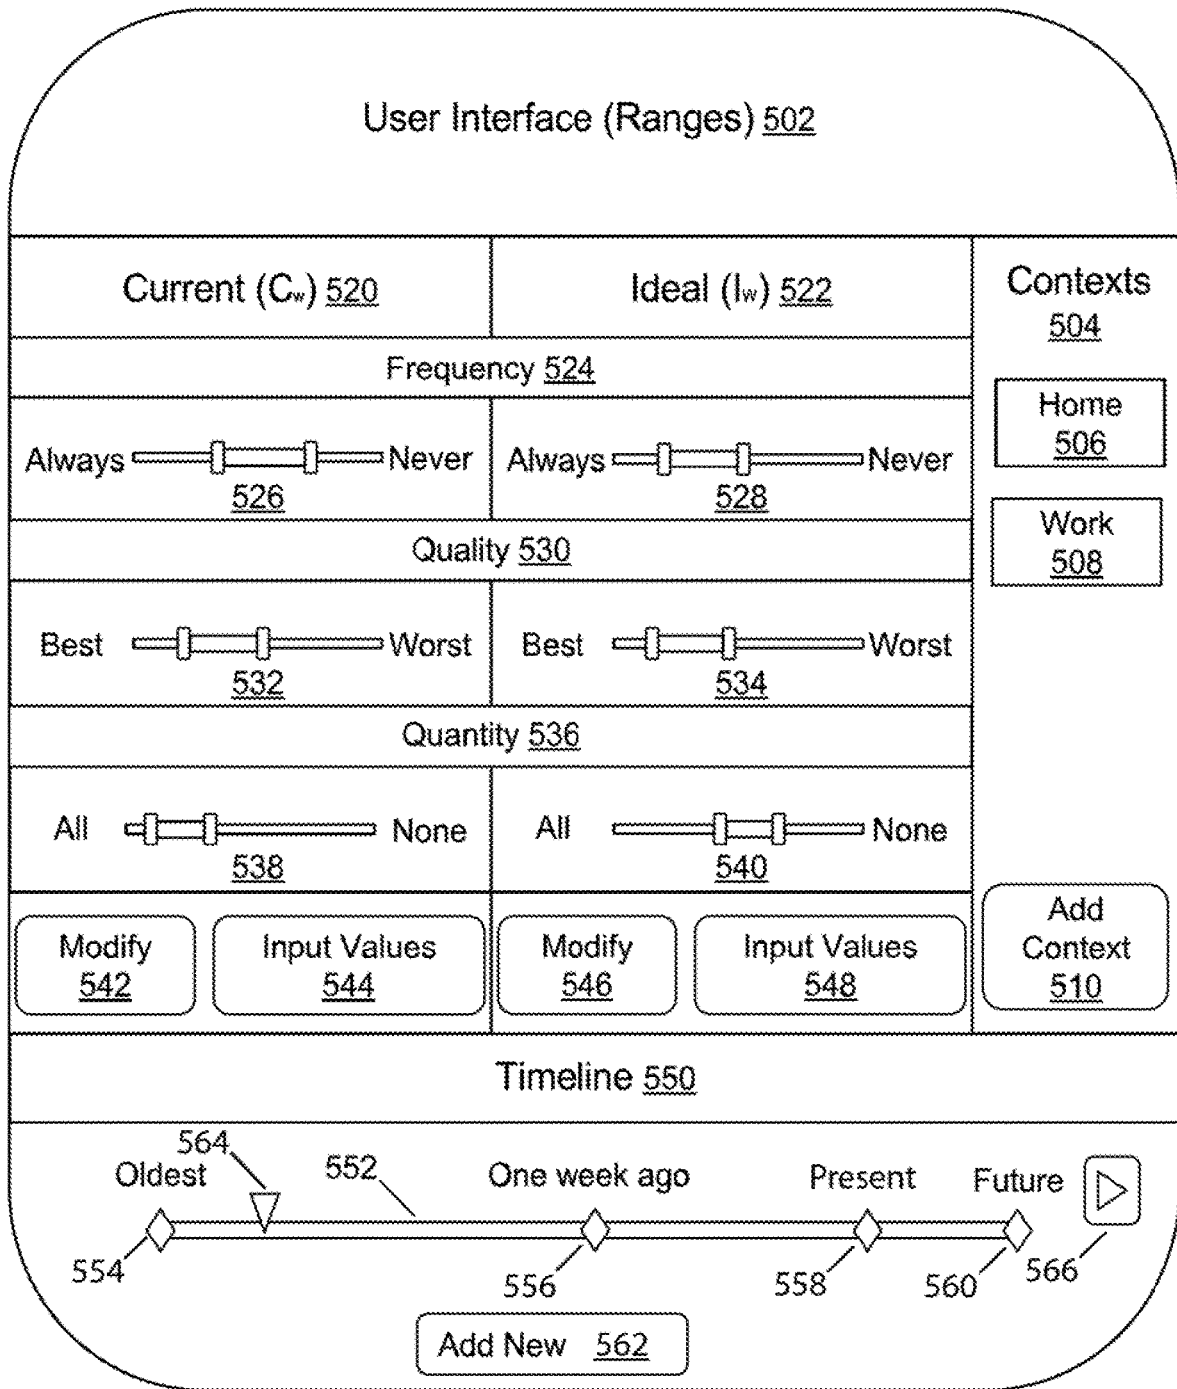 User Interface (Ranges) 502
Current (Cw) 520
Ideal (Iw) 522
Contexts
504
Frequency 524
Home
506
Always
Never
526
Always
Never
528
Work
508
Quality 530
Best
Worst
532
Best
Worst
534
Quantity 536
All
None
538
All
None
540
Modify
542
Input Values
544
Modify
546
Input Values
548
Add
Context
510
Timeline 550
564
Oldest
552
One week ago
Present
Future
554
556
558
560
566
Add New 562